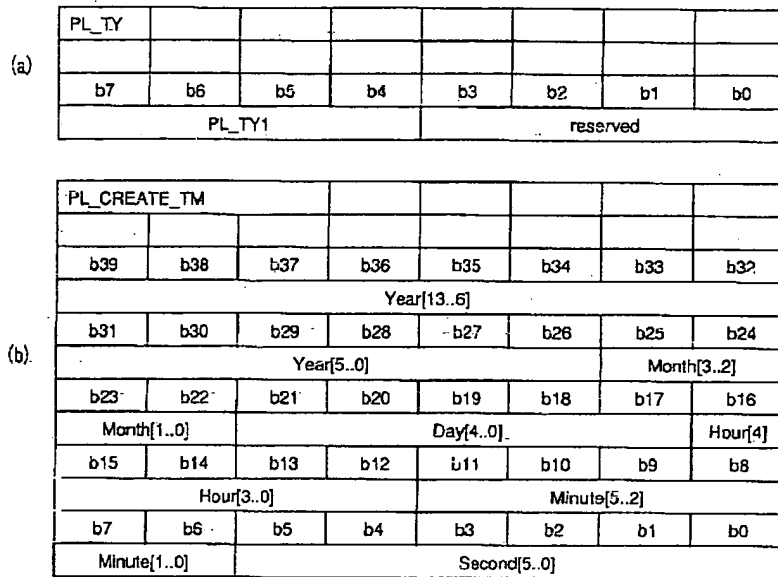 (a)
PL_TY
b7 b6 b5 b4 b3 b2 b1 b0
PL_TY1 reserved
(b)
PL_CREATE_TM
b39 b38 b37 b36 b35 b34 b33 b32
Year[13..6]
b31 b30 b29 b28 b27 b26 b25 b24
Year[5..0] Month[3..2]
b23 b22 b21 b20 b19 b18 b17 b16
Month[1..0] Day[4..0] Hour[4]
b15 b14 b13 b12 b11 b10 b9 b8
Hour[3..0] Minute[5..2]
b7 b6 b5 b4 b3 b2 b1 b0
Minute[1..0] Second[5..0]